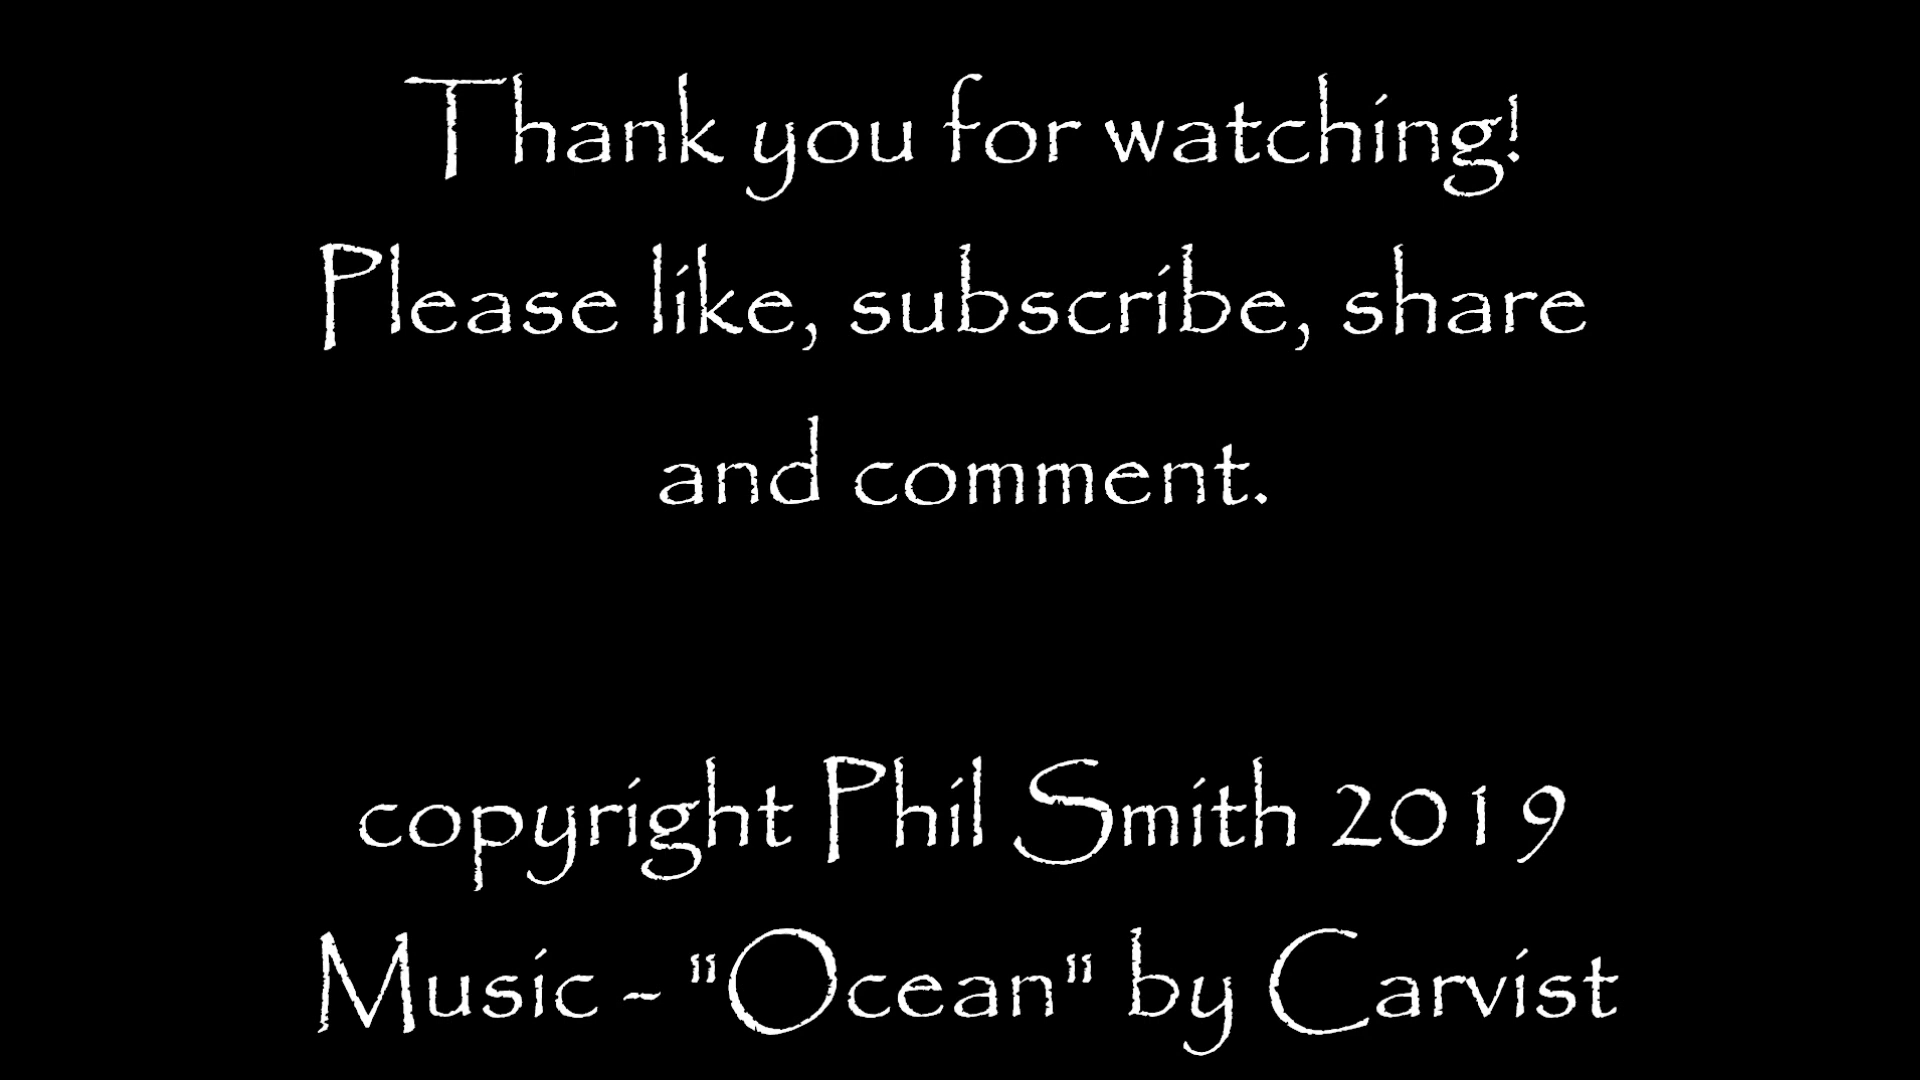 Thank you for watching!
Please like, subscribe, share
and comment.
copyright Phil Smith 2019
Music - "Ocean" by Carvist